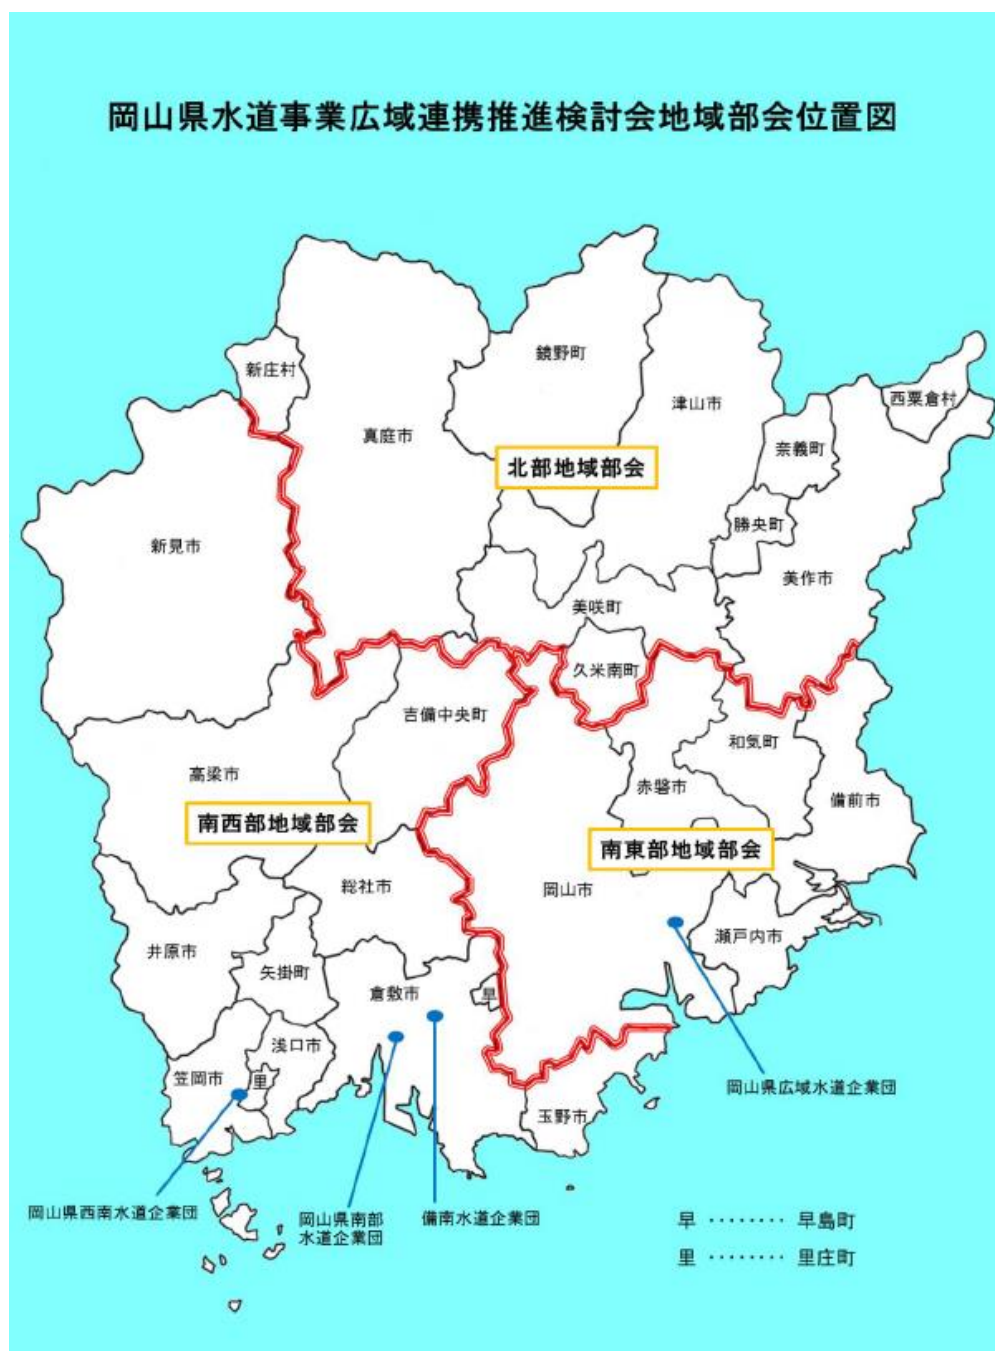 岡山県水道事業広域連携推進検討会地域部会位置図
新庄村
鏡野町
津山市
西粟倉村
真庭市
奈義町
北部地域部会
勝央町
新見市
美作市
美咲町
久米南町
吉備中央町
和気町
高梁市
赤磐市
備前市
南西部地域部会
南東部地域部会
総社市
岡山市
瀬戸内市
井原市
矢掛町
倉敷市
早
浅口市
笠岡市
里
岡山県広域水道企業団
玉野市
岡山県西南水道企業団
岡山県南部
水道企業団
備南水道企業団
早 ‥‥‥‥ 早島町
里 ‥‥‥‥ 里庄町